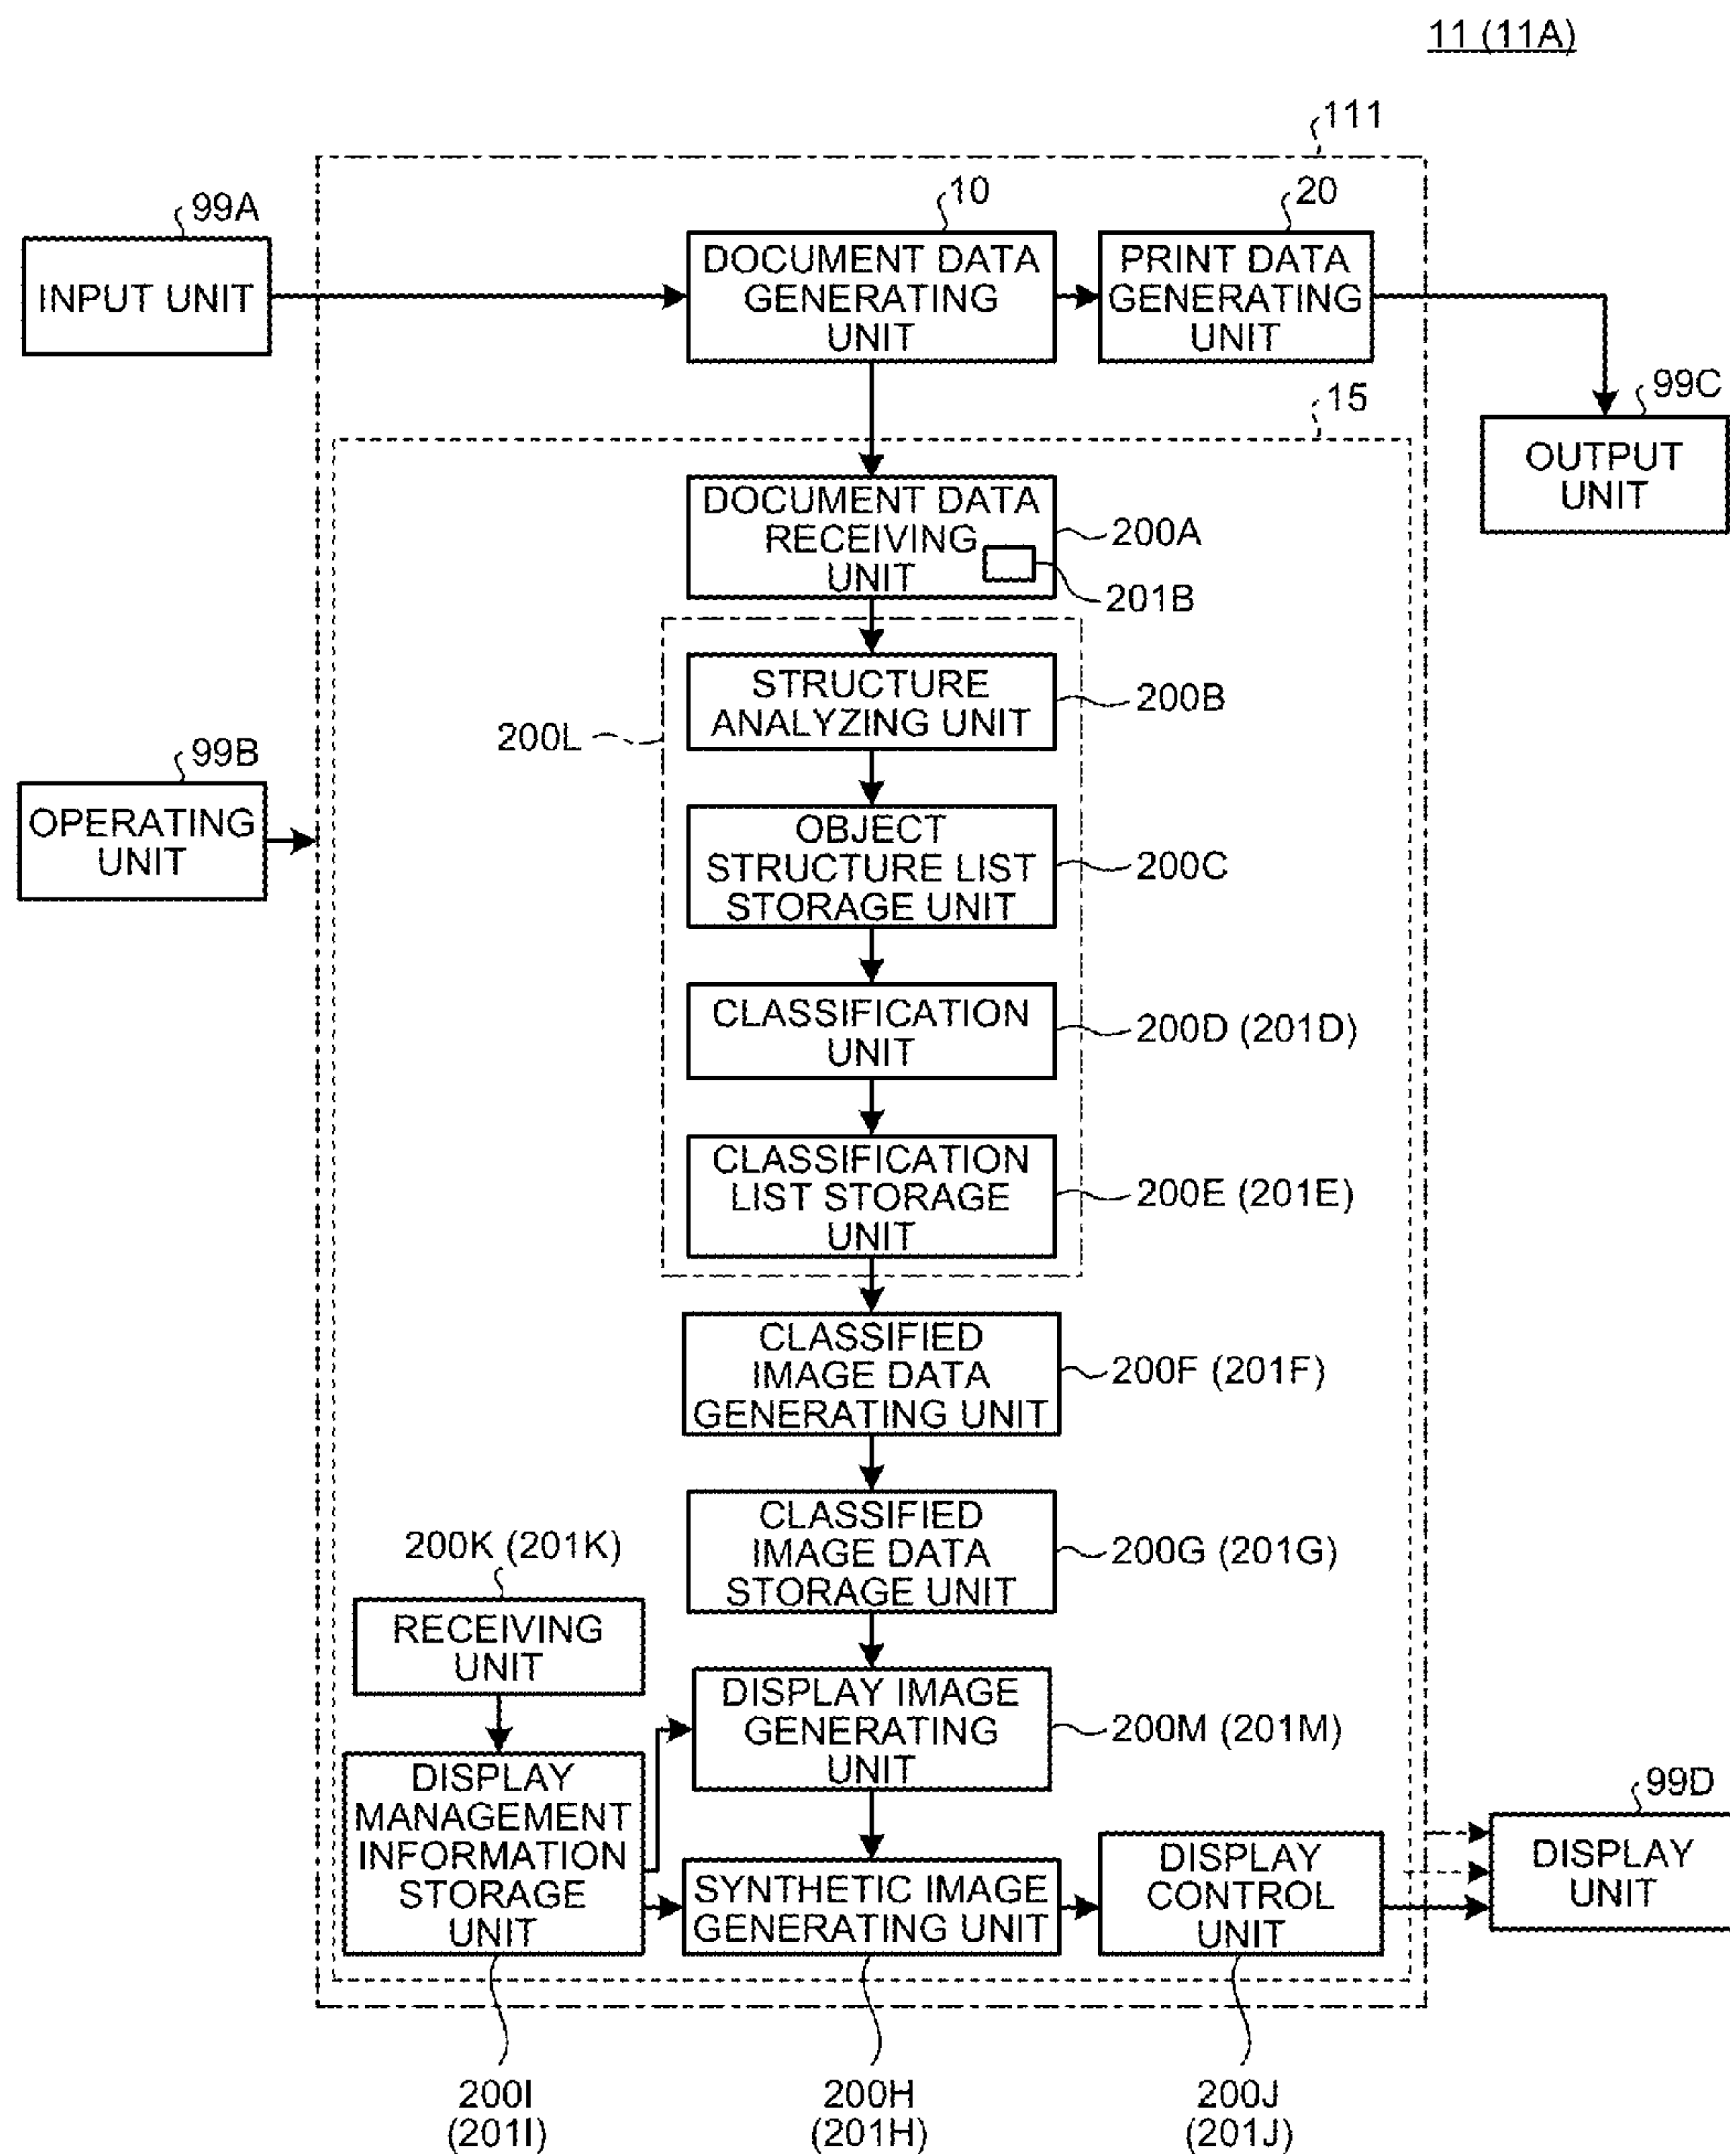 11 (11A)
111
99A
10
20
INPUT UNIT
DOCUMENT DATA
GENERATING
UNIT
PRINT DATA
GENERATING
UNIT
15
99C
OUTPUT
UNIT
DOCUMENT DATA
RECEIVING
UNIT
200A
201B
STRUCTURE
ANALYZING UNIT
200B
200L
99B
OPERATING
UNIT
OBJECT
STRUCTURE LIST
STORAGE UNIT
200C
CLASSIFICATION
UNIT
200D (201D)
CLASSIFICATION
LIST STORAGE
UNIT
200E (201E)
CLASSIFIED
IMAGE DATA
GENERATING UNIT
200F (201F)
CLASSIFIED
IMAGE DATA
STORAGE UNIT
200G (201G)
200K (201K)
RECEIVING
UNIT
DISPLAY IMAGE
GENERATING
UNIT
200M (201M)
DISPLAY
MANAGEMENT
INFORMATION
STORAGE
UNIT
SYNTHETIC IMAGE
GENERATING UNIT
DISPLAY
CONTROL
UNIT
99D
DISPLAY
UNIT
200I
(201I)
200H
(201H)
200J
(201J)